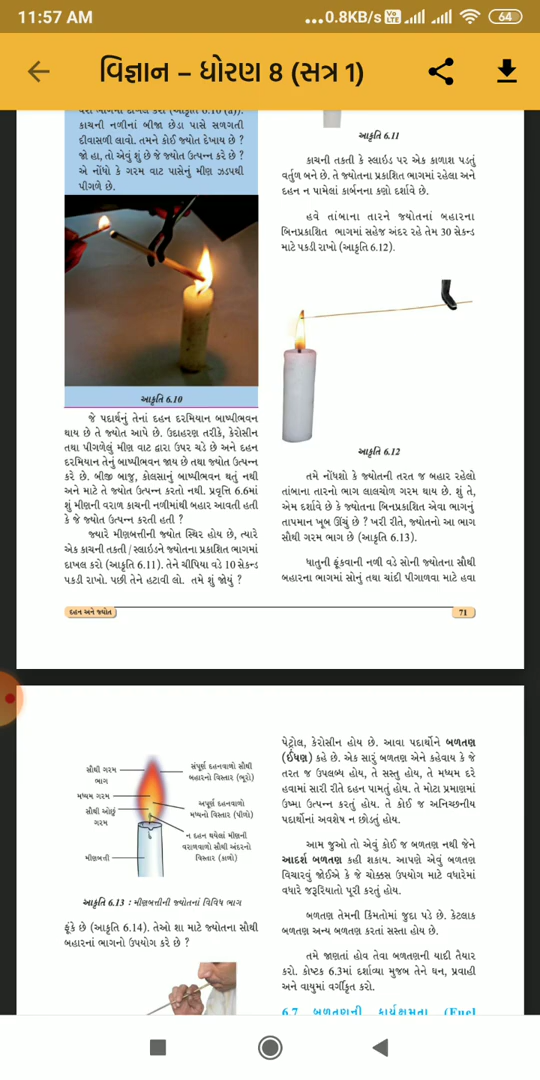 11:57 AM
...0.8KB/s
Vo
64
વિજ્ઞાન – ધોરણ 8 (સત્ર 1)
કાચની નળીનાં બીજા છેડા પાસે સળગતી
દીવાસળી લાવો. તમને કોઈ જ્યોત દેખાય છે ?
જો હા, તો એવું શું છે જે જ્યોત ઉત્પન્ન કરે છે ?
એ નોંધો કે ગરમ વાટ પાસેનું મીણ ઝડપથી
પીગળે છે.
આકૃતિ 6.10
જે પદાર્થનું તેનાં દહન દરમિયાન બાષ્પીભવન
થાય છે તે જ્યોત આપે છે. ઉદાહરણ તરીકે, કેરોસીન
તથા પીગળેલું મીણ વાટ દ્વારા ઉપર ચડે છે અને દહન
દરમિયાન તેનું બાષ્પીભવન જાય છે તથા જ્યોત ઉત્પન્ન
કરે છે. બીજી બાજુ, કોલસાનું બાષ્પીભવન થતું નથી
અને માટે તે જ્યોત ઉત્પન્ન કરતો નથી. પ્રવૃત્તિ 6.6માં
શું મીણની વરાળ કાચની નળીમાંથી બહાર આવતી હતી
કે જે જ્યોત ઉત્પન્ન કરતી હતી ?
જ્યારે મીણબત્તીની જ્યોત સ્થિર હોય છે, ત્યારે
એક કાચની તકતી / સ્લાઇડને જ્યોતના પ્રકાશિત ભાગમાં
દાખલ કરો (આકૃતિ 6.11). તેને ચીપિયા વડે 10 સેકન્ડ
પકડી રાખો. પછી તેને હટાવી લો. તમે શું જોયું ?
આકૃતિ 6.11
કાચની તકતી કે સ્લાઇડ પર એક કાળાશ પડતું
વર્તુળ બને છે. તે જ્યોતના પ્રકાશિત ભાગમાં રહેલા અને
દહન ન પામેલાં કાર્બનના કણો દર્શાવે છે.
હવે તાંબાના તારને જ્યોતનાં બહારના
બિનપ્રકાશિત ભાગમાં સહેજ અંદર રહે તેમ 30 સેકન્ડ
માટે પકડી રાખો (આકૃતિ 6.12).
આકૃતિ 6.12
તમે નોંધશો કે જ્યોતની તરત જ બહાર રહેલો
તાંબાના તારનો ભાગ લાલચોળ ગરમ થાય છે. શું તે,
એમ દર્શાવે છે કે જ્યોતના બિનપ્રકાશિત એવા ભાગનું
તાપમાન ખૂબ ઊંચું છે ? ખરી રીતે, જ્યોતનો આ ભાગ
સૌથી ગરમ ભાગ છે (આકૃતિ 6.13).
ધાતુની ફૂંકવાની નળી વડે સોની જ્યોતના સૌથી
બહારના ભાગમાં સોનું તથા ચાંદી પીગાળવા માટે હવા
દહન અને જ્યોત
71
સૌથી ગરમ
ભાગ
મધ્યમ ગરમ
સૌથી ઓછું
ગરમ
મીણબત્તી
સંપૂર્ણ દહનવાળો સૌથી
બહારનો વિસ્તાર (ભૂરો)
અપૂર્ણ દહનવાળો
મધ્યનો વિસ્તાર (પીળો)
ન દહન થયેલાં મીણની
વરાળવાળો સૌથી અંદરનો
વિસ્તાર (કાળો)
આકૃતિ 6.13 : મીણબત્તીની જ્યોતનાં વિવિધ ભાગ
ફૂંકે છે (આકૃતિ 6.14). તેઓ શા માટે જ્યોતના સૌથી
બહારનાં ભાગનો ઉપયોગ કરે છે ?
પેટ્રોલ, કેરોસીન હોય છે. આવા પદાર્થોને બળતણ
(ઈંધણ) કહે છે. એક સારું બળતણ એને કહેવાય કે જે
તરત જ ઉપલબ્ધ હોય, તે સસ્તુ હોય, તે મધ્યમ દરે
હવામાં સારી રીતે દહન પામતું હોય. તે મોટા પ્રમાણમાં
ઉષ્મા ઉત્પન્ન કરતું હોય. તે કોઈ જ અનિચ્છનીય
પદાર્થોનાં અવશેષ ન છોડતું હોય.
આમ જુઓ તો એવું કોઈ જ બળતણ નથી જેને
આદર્શ બળતણ કહી શકાય. આપણે એવું બળતણ
વિચારવું જોઈએ કે જે ચોક્કસ ઉપયોગ માટે વધારેમાં
વધારે જરૂરિયાતો પૂરી કરતું હોય.
બળતણ તેમની કિંમતોમાં જુદા પડે છે. કેટલાક
બળતણ અન્ય બળતણ કરતાં સસ્તા હોય છે.
તમે જાણતાં હોવ તેવા બળતણની યાદી તૈયાર
કરો. કોષ્ટક 6.3માં દર્શાવ્યા મુજબ તેને ઘન, પ્રવાહી
અને વાયુમાં વર્ગીકૃત કરો.
6.7 બળતણની કાર્યક્ષમતા (Fuel